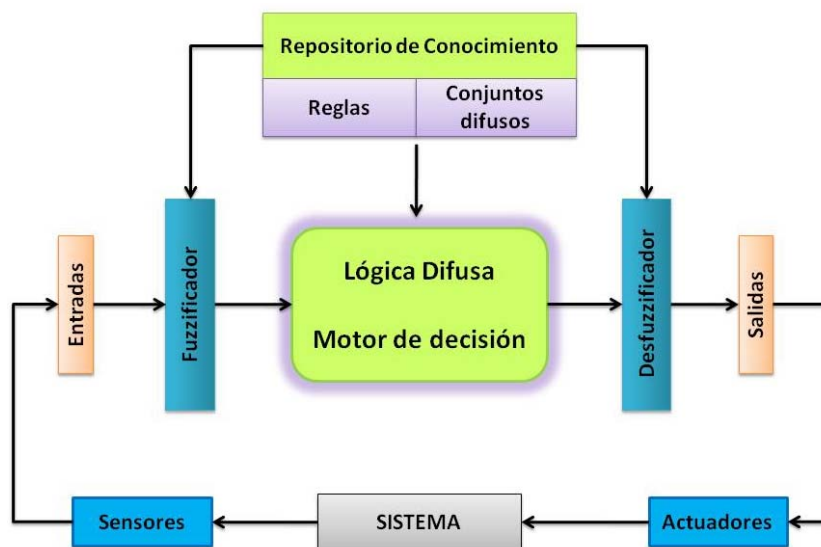 Repositorio de Conocimiento
Reglas
Conjuntos
difusos
Entradas
Fuzzificador
Lógica Difusa
Motor de decisión
Desfuzzificador
Salidas
Sensores
SISTEMA
Actuadores